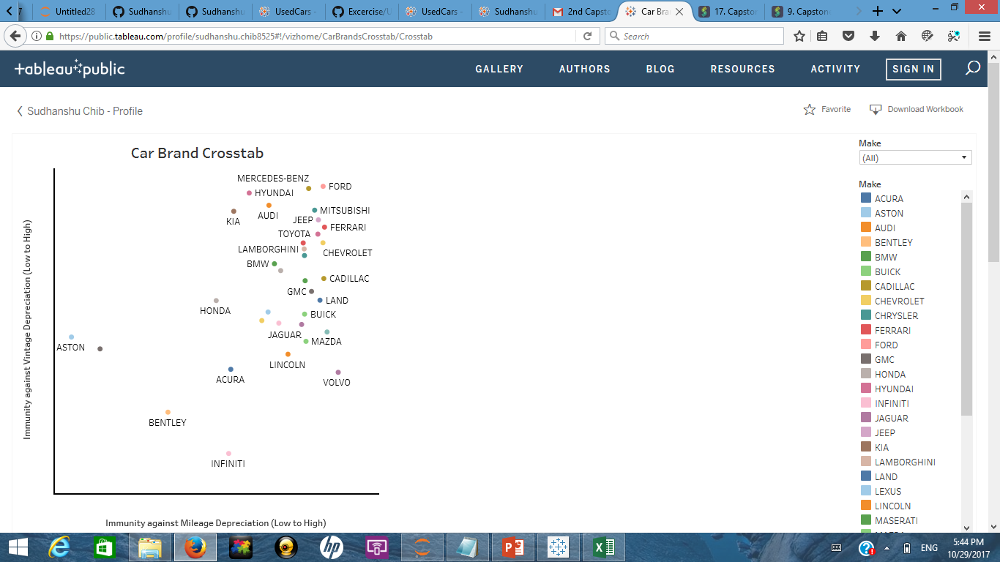 7
Untitled28
Sudhanshu
Sudhanshu
UsedCars -
Excercise/U
UsedCars -
Sudhanshu
2nd Capsto
Car Bra
17. Capsto
9. Capston
https://public.tableau.com/profile/sudhanshu.chib8525#!/vizhome/CarBrandsCrosstab/Crosstab
Search
tableau public
GALLERY
AUTHORS
BLOG
RESOURCES
ACTIVITY
SIGN IN
Sudhanshu Chib - Profile
Favorite
Download Workbook
Car Brand Crosstab
Immunity against Vintage Depreciation (Low to High)
MERCEDES-BENZ
FORD
HYUNDAI
AUDI
KIA
MITSUBISHI
JEEP
FERRARI
TOYOTA
LAMBORGHINI
CHEVROLET
BMW
CADILLAC
GMC
LAND
HONDA
BUICK
JAGUAR
MAZDA
ASTON
LINCOLN
ACURA
VOLVO
BENTLEY
INFINITI
Immunity against Mileage Depreciation (Low to High)
Make
(All)
Make
ACURA
ASTON
AUDI
BENTLEY
BMW
BUICK
CADILLAC
CHEVROLET
CHRYSLER
FERRARI
FORD
GMC
HONDA
HYUNDAI
INFINITI
JAGUAR
JEEP
KIA
LAMBORGHINI
LAND
LEXUS
LINCOLN
MASERATI
ENG
5:44 PM
10/29/2017